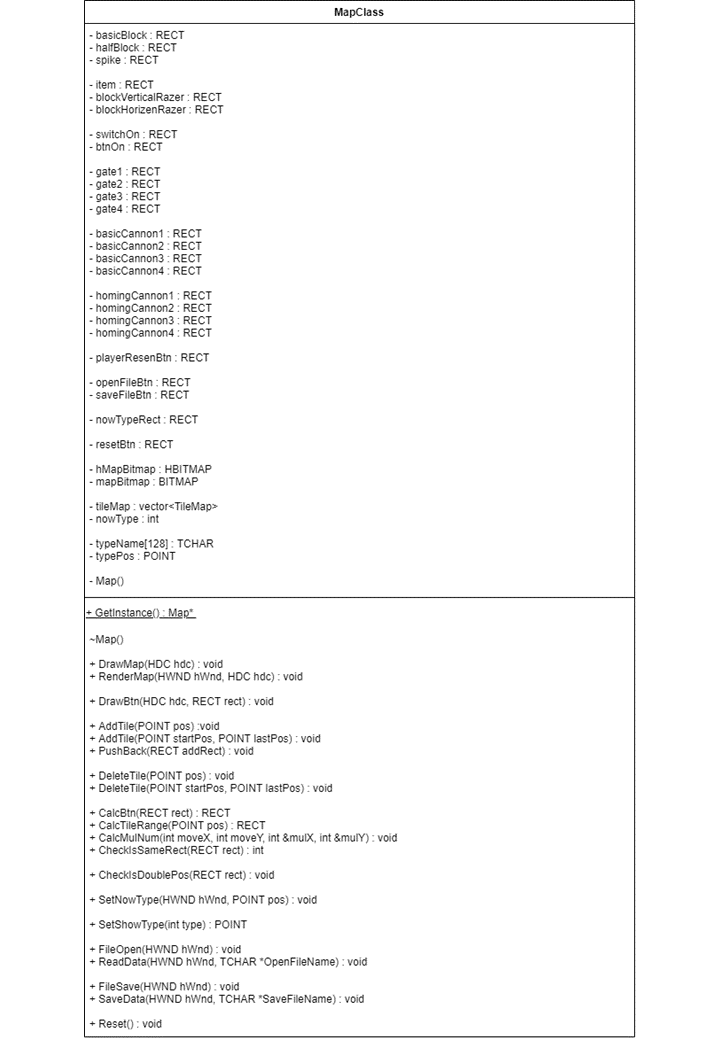 MapClass
- basicBlock : RECT
- halfBlock : RECT
- spike : RECT
- item : RECT
- blockVerticalRazer : RECT
- blockHorizenRazer : RECT
- switchOn : RECT
- btnOn : RECT
- gate1 : RECT
- gate2 : RECT
- gate3 : RECT
- gate4 : RECT
- basicCannon1 : RECT
- basicCannon2 : RECT
- basicCannon3 : RECT
- basicCannon4 : RECT
- homingCannon1 : RECT
- homingCannon2 : RECT
- homingCannon3 : RECT
- homingCannon4 : RECT
- playerResenBtn : RECT
- openFileBtn : RECT
- saveFileBtn : RECT
- nowTypeRect : RECT
- resetBtn : RECT
- hMapBitmap : HBITMAP
- mapBitmap : BITMAP
- tileMap : vector<TileMap>
- nowType : int
- typeName[128] : TCHAR
- typePos : POINT
- Map()
+ GetInstance() : Map*
~Map()
+ DrawMap(HDC hdc) : void
+ RenderMap(HWND hWnd, HDC hdc) : void
+ DrawBtn(HDC hdc, RECT rect) : void
+ AddTile(POINT pos) :void
+ AddTile(POINT startPos, POINT lastPos) : void
+ PushBack(RECT addRect) : void
+ DeleteTile(POINT pos) : void
+ DeleteTile(POINT startPos, POINT lastPos) : void
+ CalcBtn(RECT rect) : RECT
+ CalcTileRange(POINT pos) : RECT
+ CalcMulNum(int moveX, int moveY, int &mulX, int &mulY) : void
+ CheckIsSameRect(RECT rect) : int
+ CheckIsDoublePos(RECT rect) : void
+ SetNowType(HWND hWnd, POINT pos) : void
+ SetShowType(int type) : POINT
+ FileOpen(HWND hWnd) : void
+ ReadData(HWND hWnd, TCHAR *OpenFileName) : void
+ FileSave(HWND hWnd) : void
+ SaveData(HWND hWnd, TCHAR *SaveFileName) : void
+ Reset() : void